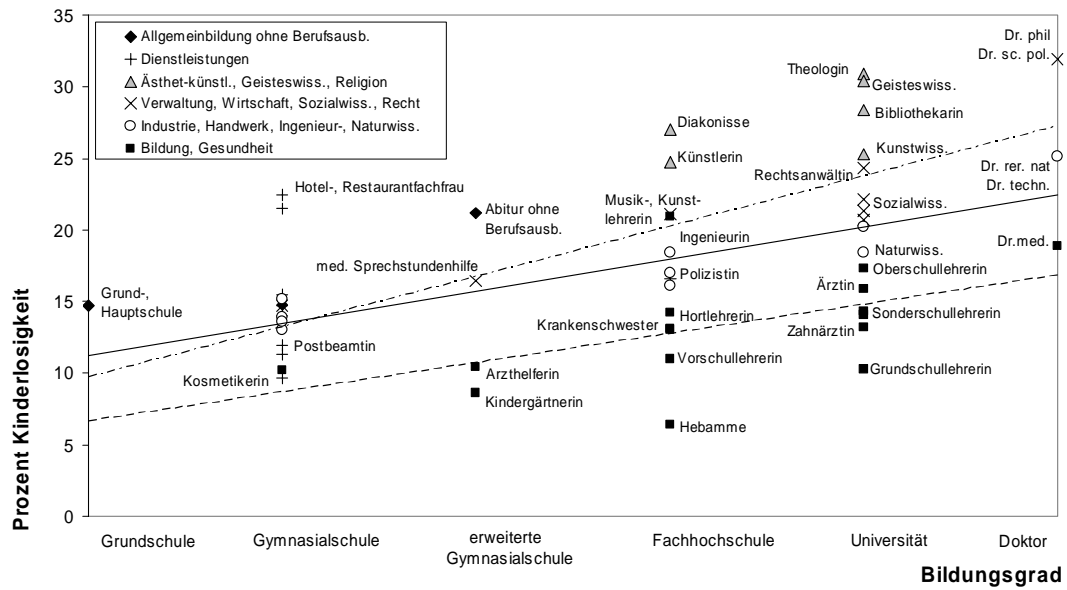 35
30
25
20
15
10
5
0
Prozent Kinderlosigkeit
Allgemeinbildung ohne Berufsausb.
Dienstleistungen
Ästhet-künstl., Geisteswiss., Religion
Verwaltung, Wirtschaft, Sozialwiss., Recht
Industrie, Handwerk, Ingenieur-, Naturwiss.
Bildung, Gesundheit
Grund-,
Hauptschule
Hotel-, Restaurantfachfrau
Postbeamtin
Kosmetikerin
Abitur ohne
Berufsausb.
med. Sprechstundenhilfe
Arzthelferin
Kindergärtnerin
Diakonisse
Künstlerin
Musik-, Kunst-
lehrerin
Ingenieurin
Polizistin
Hortlehrerin
Krankenschwester
Vorschullehrerin
Hebamme
Theologin
Geisteswiss.
Bibliothekarin
Kunstwiss.
Rechtsanwältin
Sozialwiss.
Naturwiss.
Oberschullehrerin
Ärztin
Sonderschullehrerin
Zahnärztin
Grundschullehrerin
Dr. phil
Dr. sc. pol.
Dr. rer. nat
Dr. techn.
Dr.med.
Grundschule
Gymnasialschule
erweiterte
Gymnasialschule
Fachhochschule
Universität
Doktor
Bildungsgrad